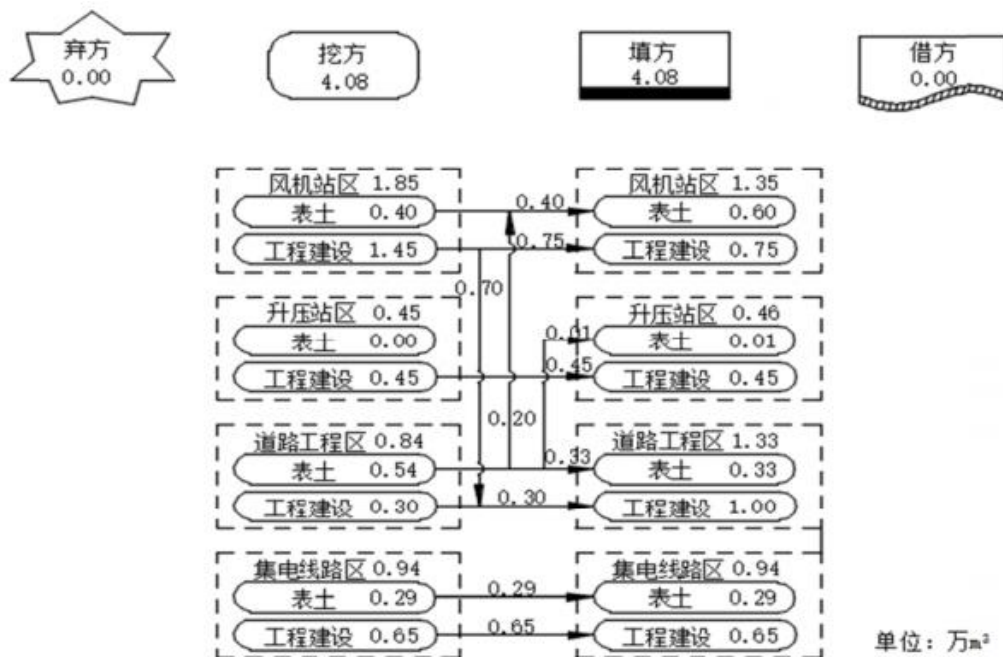 弃方
0.00
挖方
4.08
填方
4.08
借方
0.00
风机站区 1.85
表土 0.40
工程建设 1.45
0.40
0.75
0.70
风机站区 1.35
表土 0.60
工程建设 0.75
升压站区 0.45
表土 0.00
工程建设 0.45
0.01
0.45
0.20
升压站区 0.46
表土 0.01
工程建设 0.45
道路工程区 0.84
表土 0.54
工程建设 0.30
0.33
0.30
道路工程区 1.33
表土 0.33
工程建设 1.00
集电线路区 0.94
表土 0.29
工程建设 0.65
0.29
0.65
集电线路区 0.94
表土 0.29
工程建设 0.65
单位: 万m³